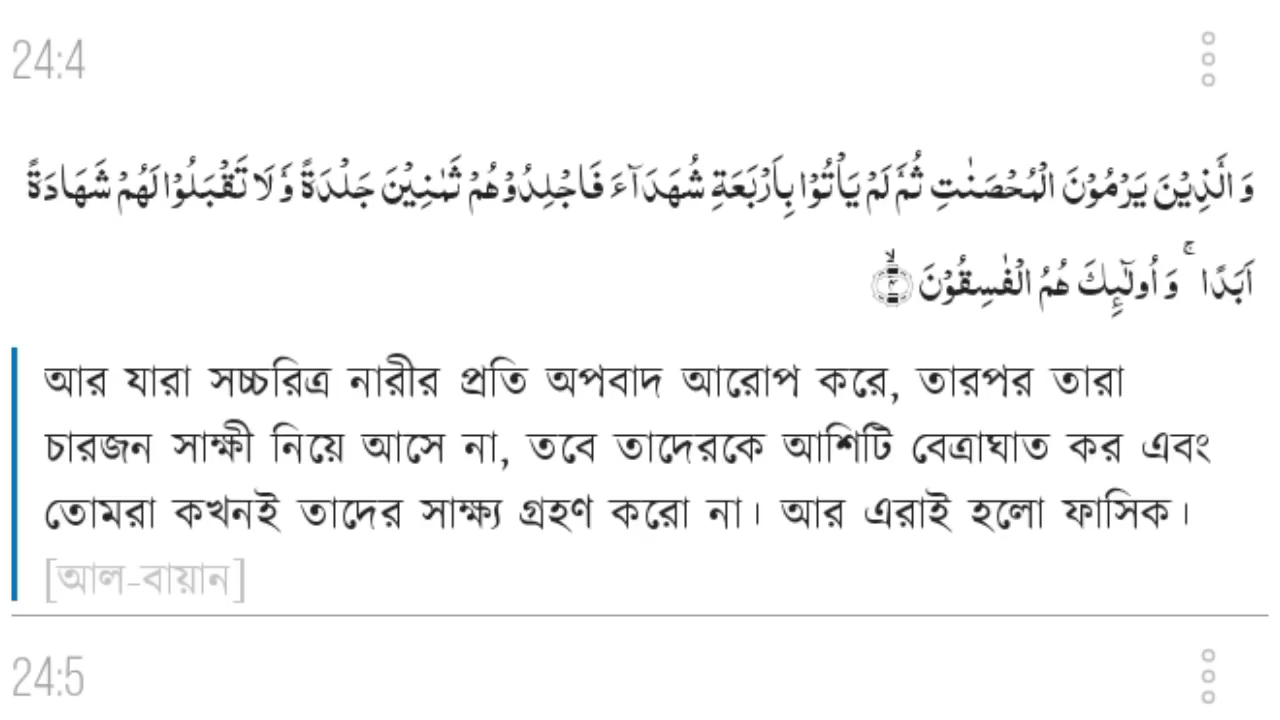 24:4
وَ الَّذِیۡنَ یَرۡمُوۡنَ الۡمُحۡصَنٰتِ ثُمَّ لَمۡ یَاۡتُوۡا بِاَرۡبَعَۃِ شُهَدَآءَ فَاجۡلِدُوۡهُمۡ ثَمٰنِیۡنَ جَلۡدَۃً وَّ لَا تَقۡبَلُوۡا لَهُمۡ شَهَادَۃً
اَبَدًا ۚ وَ اُولٰٓئِکَ هُمُ الۡفٰسِقُوۡنَ ۙ﴿۴﴾
আর যারা সচ্চরিত্র নারীর প্রতি অপবাদ আরোপ করে, তারপর তারা
চারজন সাক্ষী নিয়ে আসে না, তবে তাদেরকে আশিটি বেত্রাঘাত কর এবং
তোমরা কখনই তাদের সাক্ষ্য গ্রহণ করো না। আর এরাই হলো ফাসিক।
[আল-বায়ান]
24:5